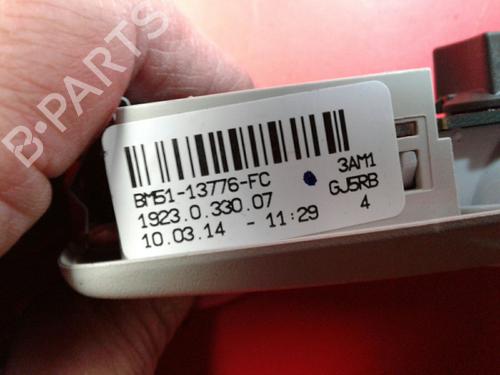 B-PARTS
BM51-13776-FC
3AM1
1923.0.330.07
GJ5RB
10.03.14 - 11:29
4